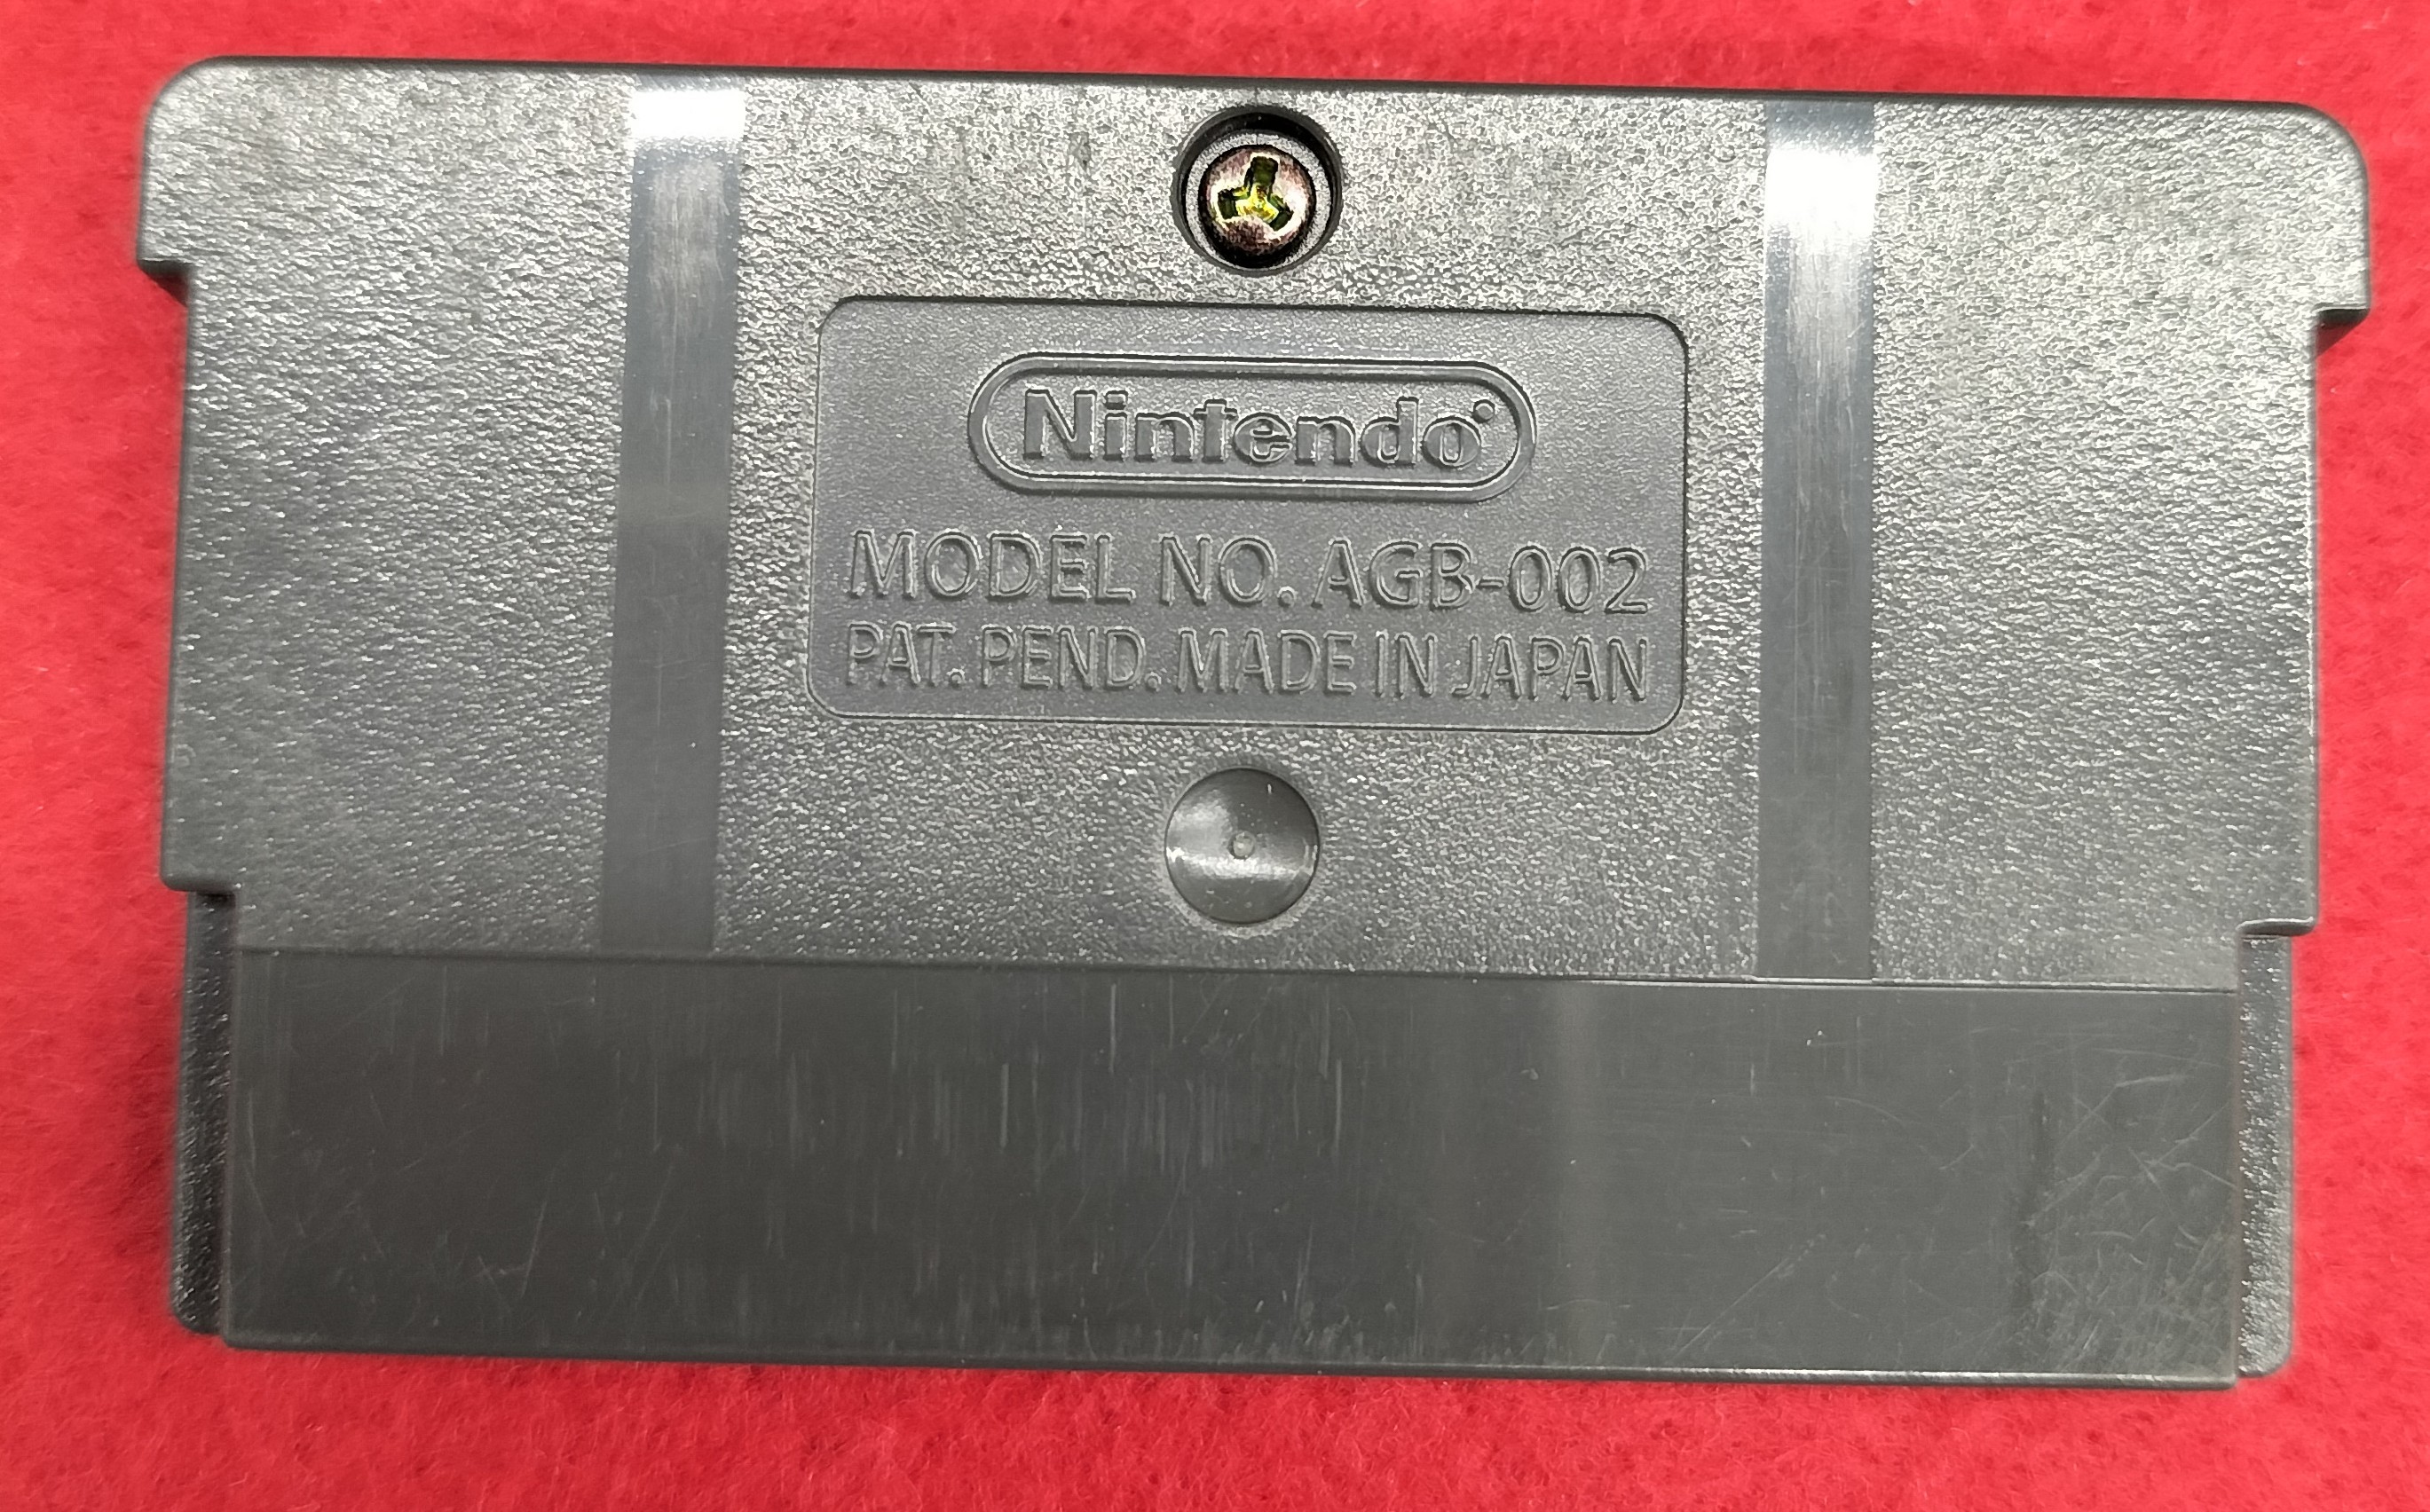 Nintendo
MODEL NO. AGB-002
PAT. PEND. MADE IN JAPAN